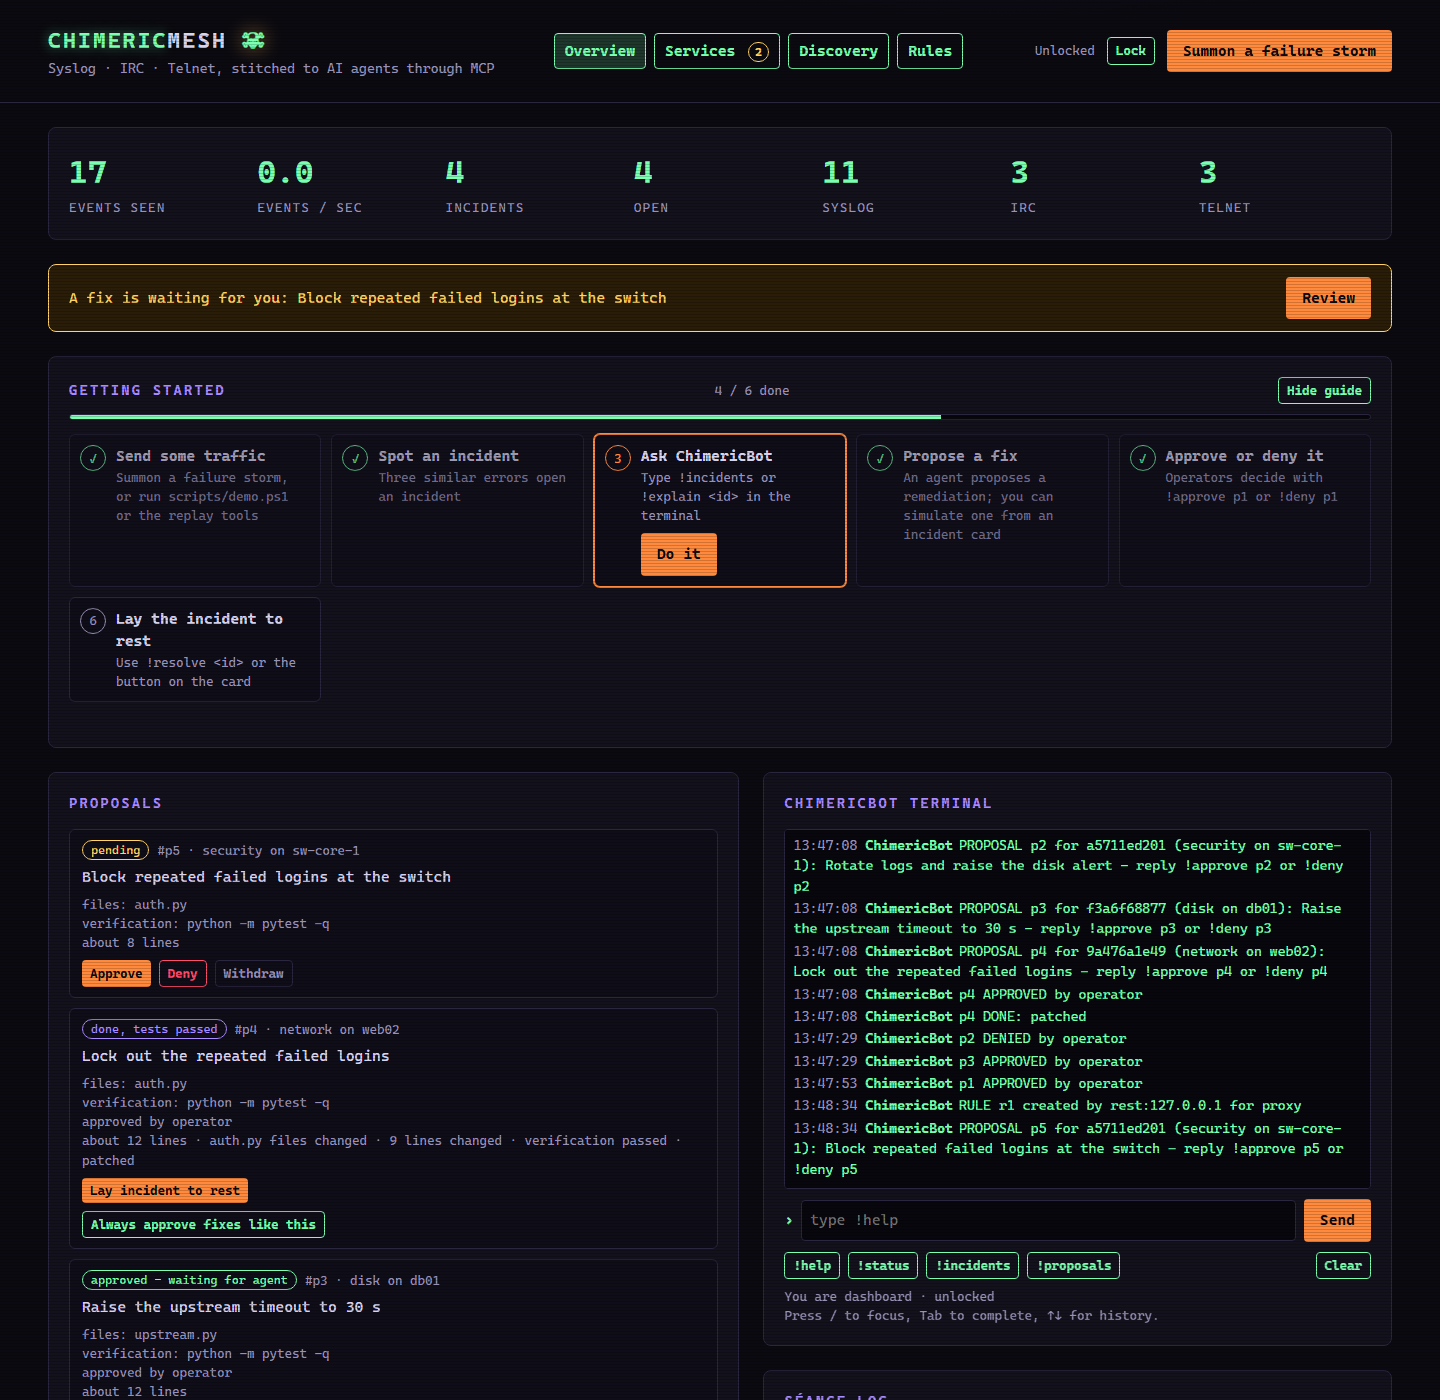 CHIMERICMESH
Syslog · IRC · Telnet, stitched to AI agents through MCP
Overview
Services 2
Discovery
Rules
Unlocked
Lock
Summon a failure storm
17
EVENTS SEEN
0.0
EVENTS / SEC
4
INCIDENTS
4
OPEN
11
SYSLOG
3
IRC
3
TELNET
A fix is waiting for you: Block repeated failed logins at the switch
Review
GETTING STARTED
4 / 6 done
Hide guide
✓
Send some traffic
Summon a failure storm,
or run scripts/demo.ps1
or the replay tools
✓
Spot an incident
Three similar errors open
an incident
3
Ask ChimericBot
Type !incidents or
!explain <id> in the
terminal
Do it
✓
Propose a fix
An agent proposes a
remediation; you can
simulate one from an
incident card
✓
Approve or deny it
Operators decide with
!approve p1 or !deny p1
6
Lay the incident to
rest
Use !resolve <id> or the
button on the card
PROPOSALS
pending #p5 · security on sw-core-1
Block repeated failed logins at the switch
files: auth.py
verification: python -m pytest -q
about 8 lines
Approve
Deny
Withdraw
done, tests passed #p4 · network on web02
Lock out the repeated failed logins
files: auth.py
verification: python -m pytest -q
approved by operator
about 12 lines · auth.py files changed · 9 lines changed · verification passed ·
patched
Lay incident to rest
Always approve fixes like this
approved - waiting for agent #p3 · disk on db01
Raise the upstream timeout to 30 s
files: upstream.py
verification: python -m pytest -q
approved by operator
about 12 lines
CHIMERICBOT TERMINAL
13:47:08 ChimericBot PROPOSAL p2 for a5711ed201 (security on sw-core-
1): Rotate logs and raise the disk alert - reply !approve p2 or !deny
p2
13:47:08 ChimericBot PROPOSAL p3 for f3a6f68877 (disk on db01): Raise
the upstream timeout to 30 s - reply !approve p3 or !deny p3
13:47:08 ChimericBot PROPOSAL p4 for 9a476a1e49 (network on web02):
Lock out the repeated failed logins - reply !approve p4 or !deny p4
13:47:08 ChimericBot p4 APPROVED by operator
13:47:08 ChimericBot p4 DONE: patched
13:47:29 ChimericBot p2 DENIED by operator
13:47:29 ChimericBot p3 APPROVED by operator
13:47:53 ChimericBot p1 APPROVED by operator
13:48:34 ChimericBot RULE r1 created by rest:127.0.0.1 for proxy
13:48:34 ChimericBot PROPOSAL p5 for a5711ed201 (security on sw-core-
1): Block repeated failed logins at the switch - reply !approve p5 or
!deny p5
› type !help
Send
!help
!status
!incidents
!proposals
Clear
You are dashboard · unlocked
Press / to focus, Tab to complete, ↑↓ for history.
SÉANCE LOG